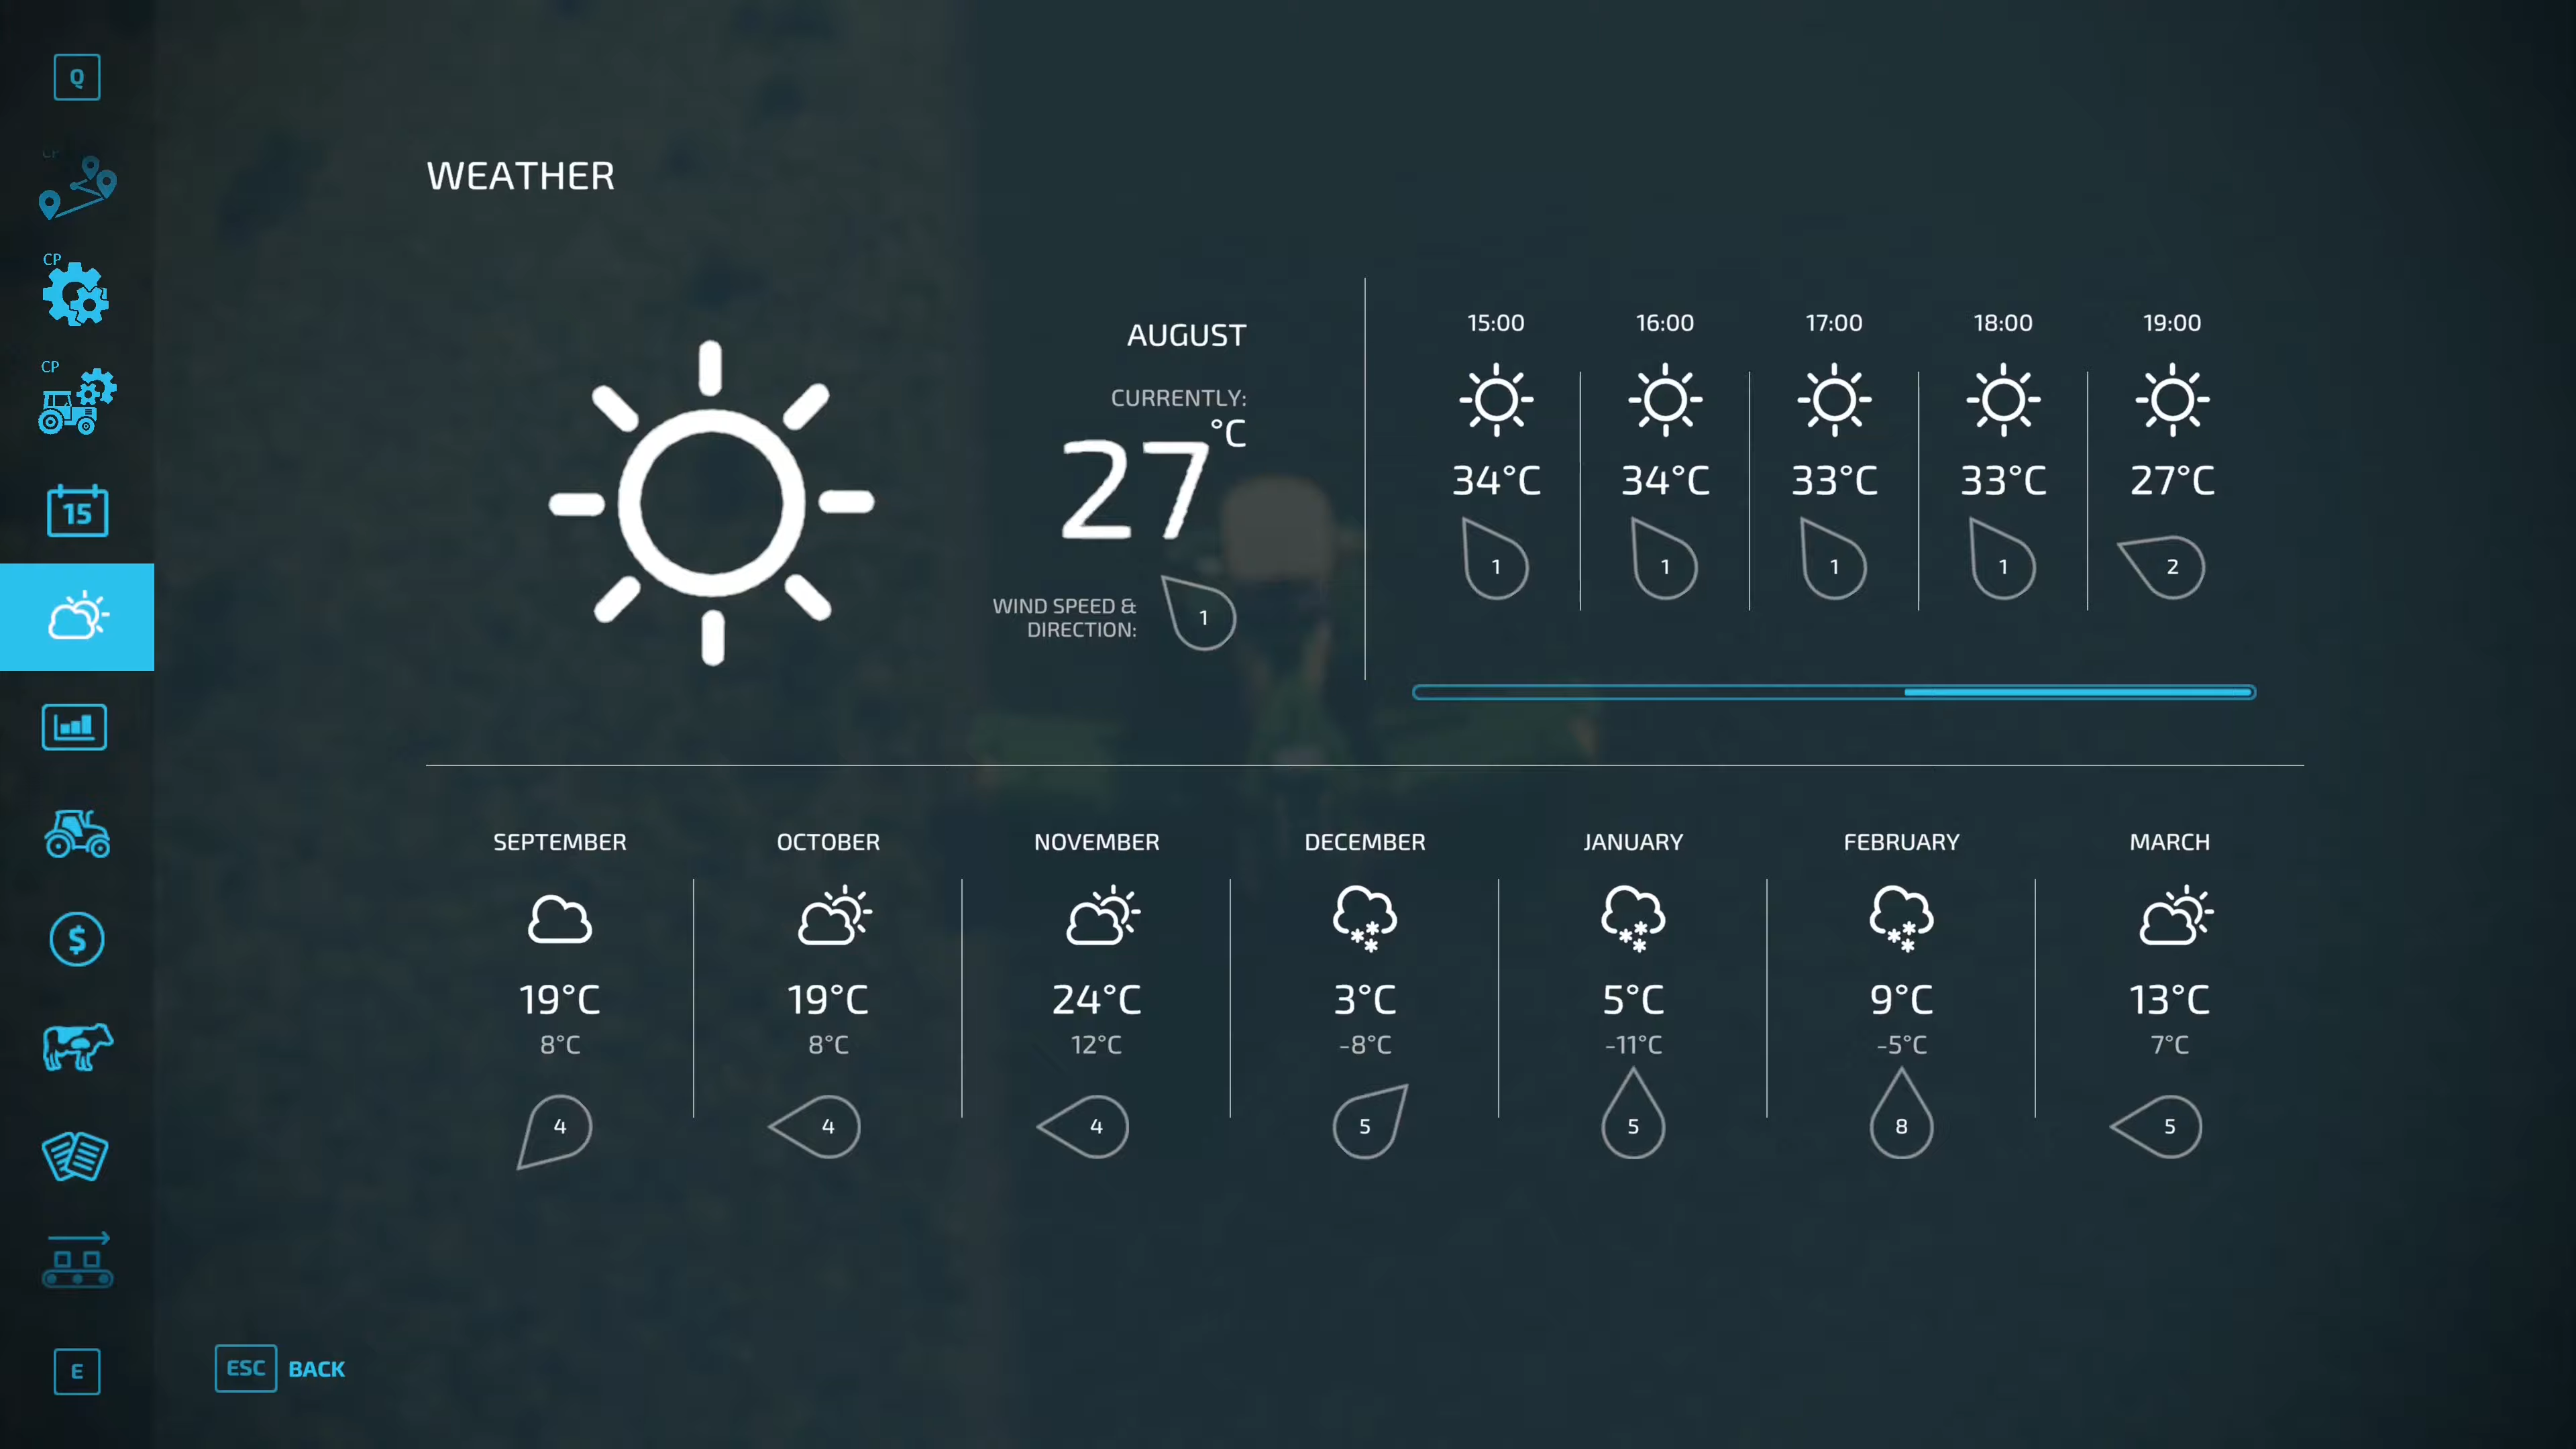 Q
CP
CP
CP
15
$
E
WEATHER
AUGUST
CURRENTLY:
27 °C
WIND SPEED &
DIRECTION:
1
15:00 16:00 17:00 18:00 19:00
34°C 34°C 33°C 33°C 27°C
1 1 1 1 2
SEPTEMBER OCTOBER NOVEMBER DECEMBER JANUARY FEBRUARY MARCH
19°C 19°C 24°C 3°C 5°C 9°C 13°C
8°C 8°C 12°C -8°C -11°C -5°C 7°C
4 4 4 5 5 8 5
ESC BACK